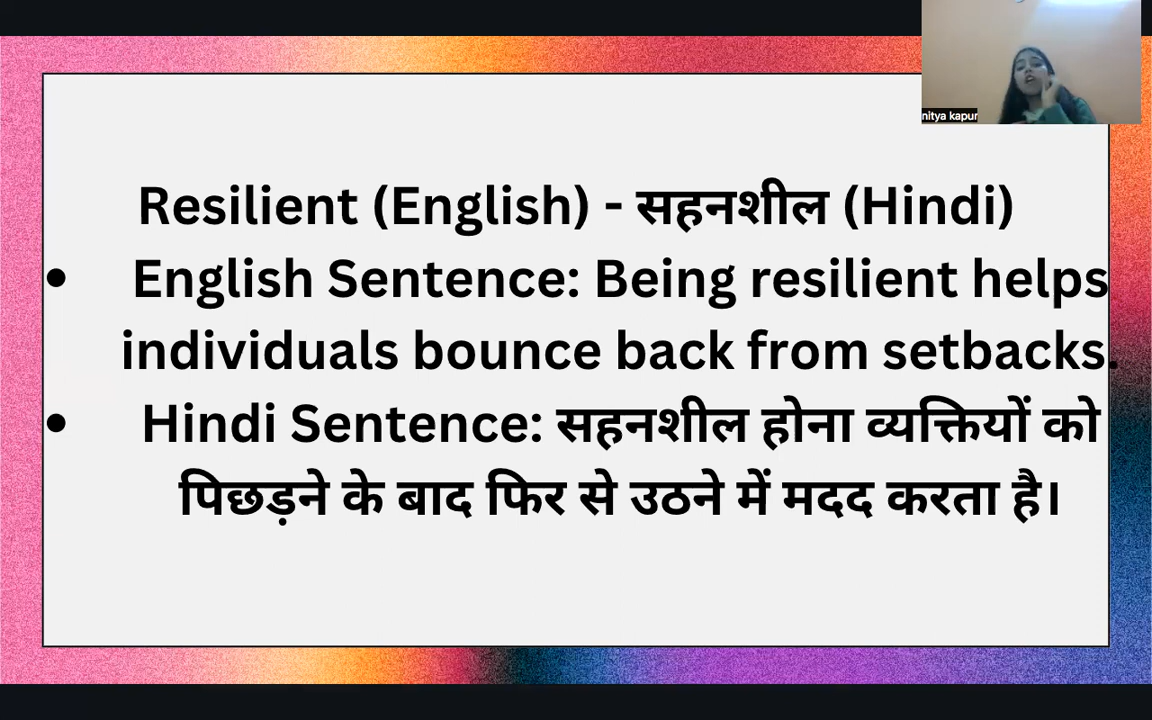 nitya kapur
Resilient (English) - सहनशील (Hindi)
• English Sentence: Being resilient helps
individuals bounce back from setbacks.
• Hindi Sentence: सहनशील होना व्यक्तियों को
पिछड़ने के बाद फिर से उठने में मदद करता है।